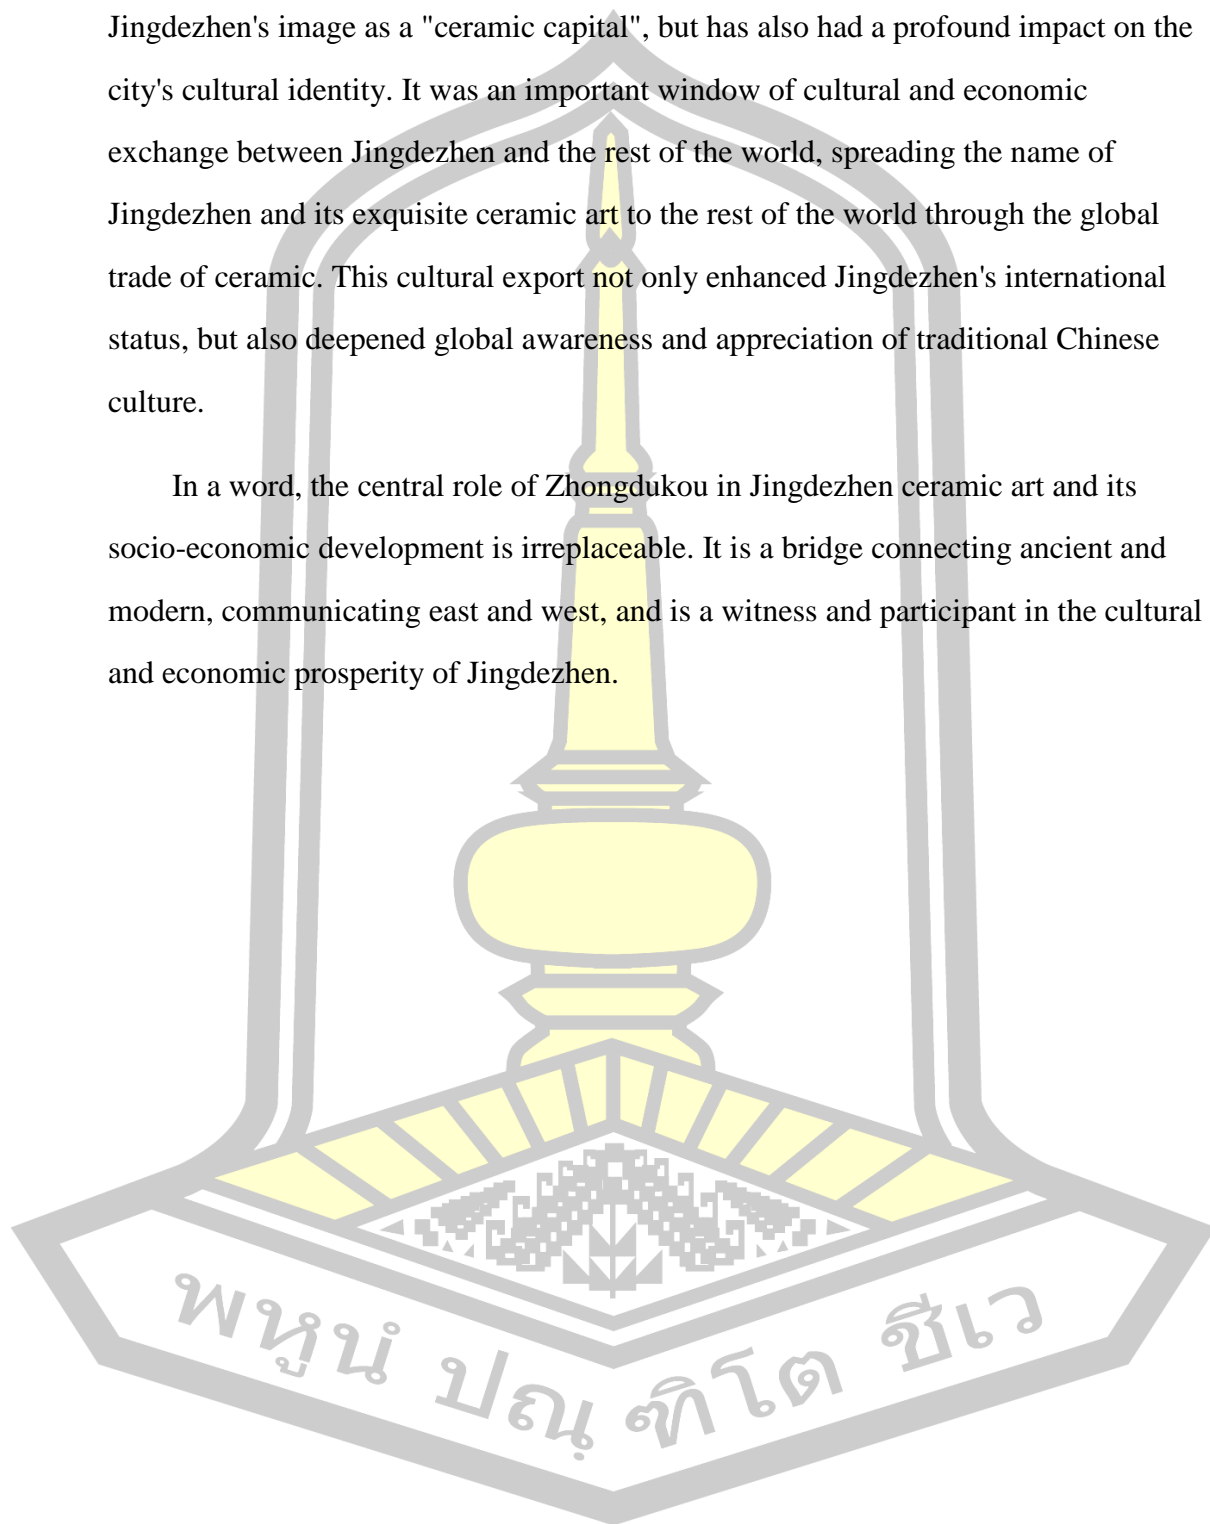 Jingdezhen's image as a "ceramic capital", but has also had a profound impact on the
city's cultural identity. It was an important window of cultural and economic
exchange between Jingdezhen and the rest of the world, spreading the name of
Jingdezhen and its exquisite ceramic art to the rest of the world through the global
trade of ceramic. This cultural export not only enhanced Jingdezhen's international
status, but also deepened global awareness and appreciation of traditional Chinese
culture.
In a word, the central role of Zhongdukou in Jingdezhen ceramic art and its
socio-economic development is irreplaceable. It is a bridge connecting ancient and
modern, communicating east and west, and is a witness and participant in the cultural
and economic prosperity of Jingdezhen.
พหูนํ ปณฺฑิโต ชีเว